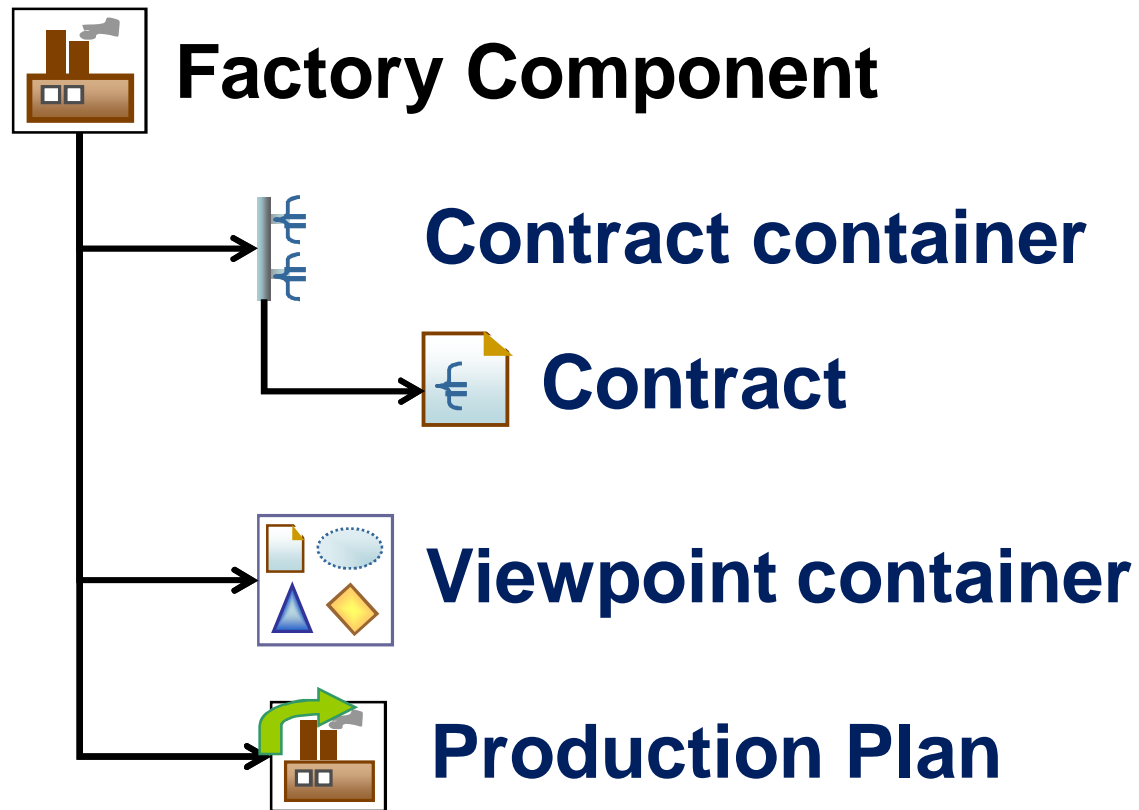 Factory Component
Contract container
Contract
Viewpoint container
Production Plan